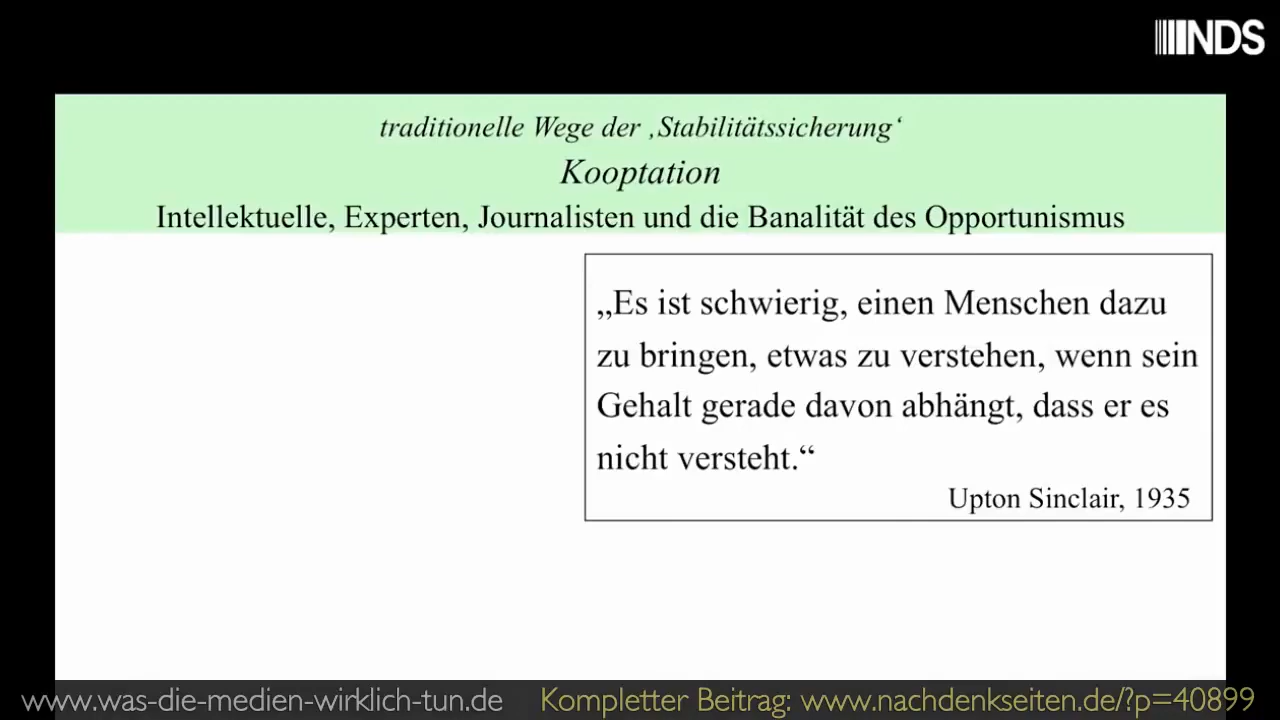 NDS
traditionelle Wege der ‚Stabilitätssicherung‘
Kooptation
Intellektuelle, Experten, Journalisten und die Banalität des Opportunismus
„Es ist schwierig, einen Menschen dazu
zu bringen, etwas zu verstehen, wenn sein
Gehalt gerade davon abhängt, dass er es
nicht versteht.“
Upton Sinclair, 1935
www.was-die-medien-wirklich-tun.de Kompletter Beitrag: www.nachdenkseiten.de/?p=40899